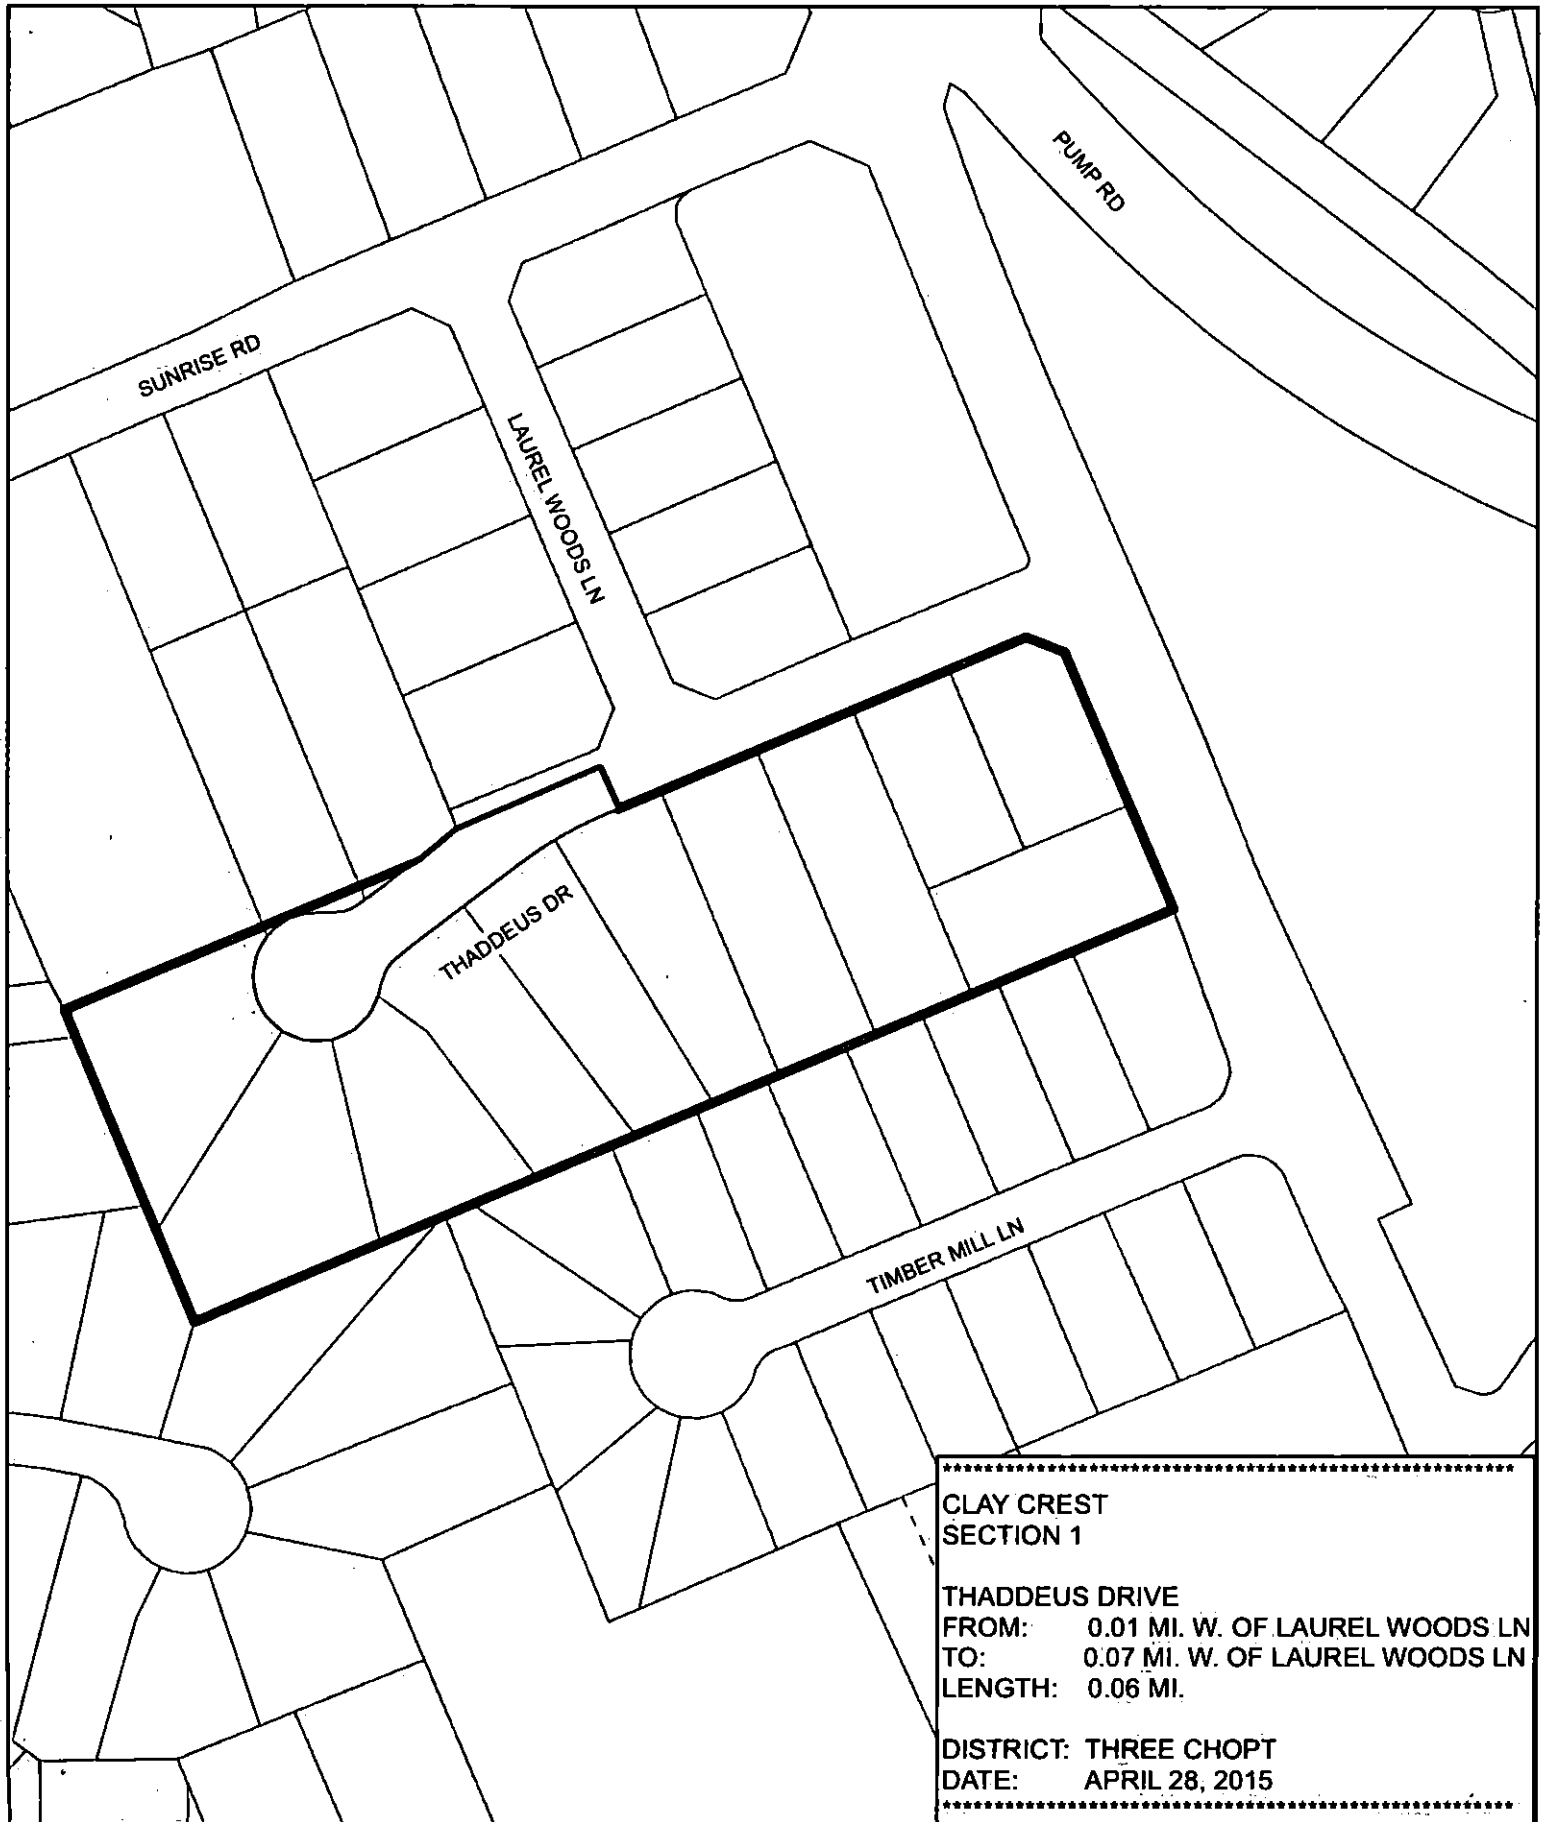 PUMP RD
SUNRISE RD
LAUREL WOODS LN
THADDEUS DR
TIMBER MILL LN
**********************************************************
CLAY CREST
SECTION 1
THADDEUS DRIVE
FROM: 0.01 MI. W. OF LAUREL WOODS LN
TO: 0.07 MI. W. OF LAUREL WOODS LN
LENGTH: 0.06 MI.
DISTRICT: THREE CHOPT
DATE: APRIL 28, 2015
**********************************************************